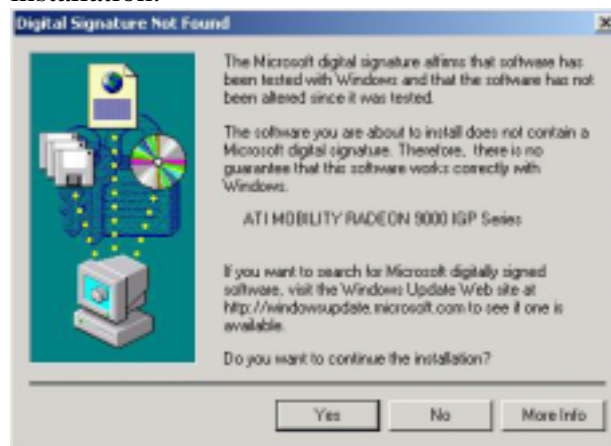 Digital Signature Not Found
The Microsoft digital signature affirms that software has
been tested with Windows and that the software has not
been altered since it was tested.
The software you are about to install does not contain a
Microsoft digital signature. Therefore, there is no
guarantee that this software works correctly with
Windows.
ATI MOBILITY RADEON 9000 IGP Series
If you want to search for Microsoft digitally signed
software, visit the Windows Update Web site at
http://windowsupdate.microsoft.com to see if one is
available.
Do you want to continue the installation?
Yes No More Info